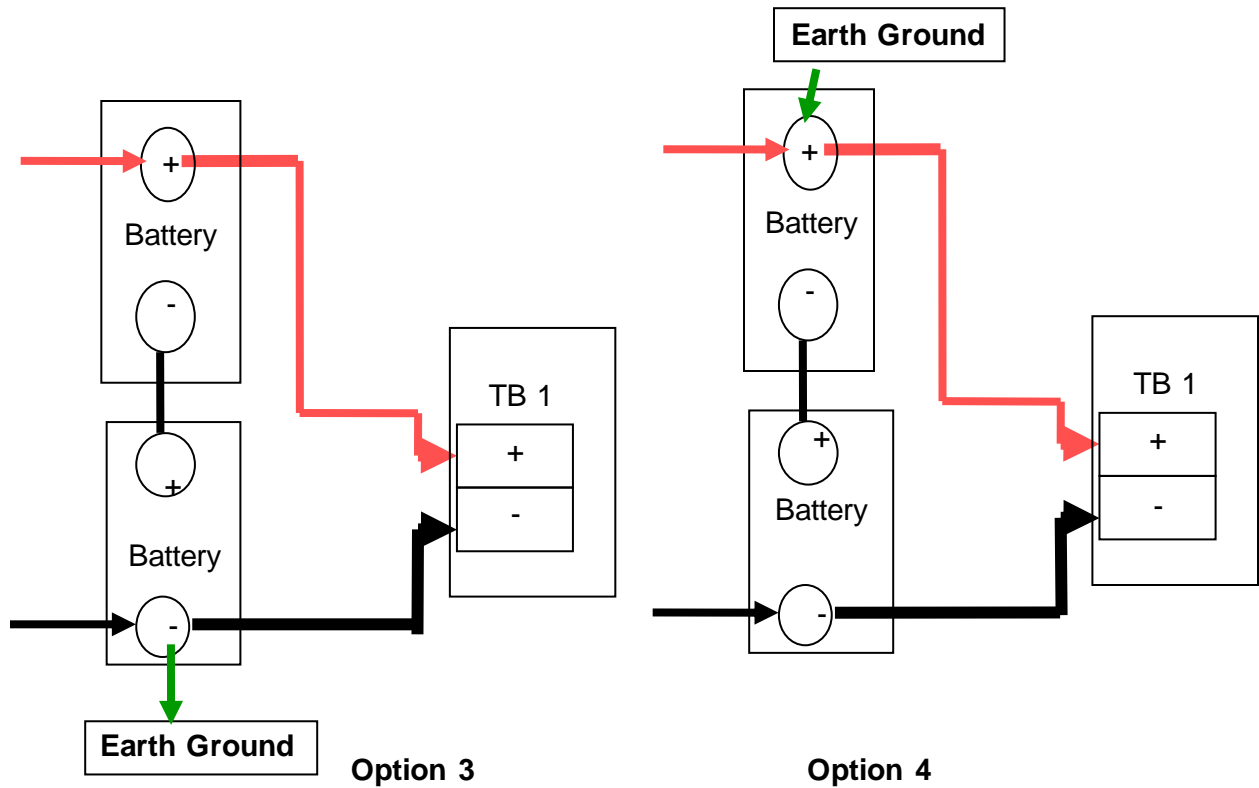 Earth Ground
+
Battery
-
+
Battery
-
TB 1
+
-
Earth Ground
Option 3
+
Battery
-
+
Battery
-
TB 1
+
-
Option 4